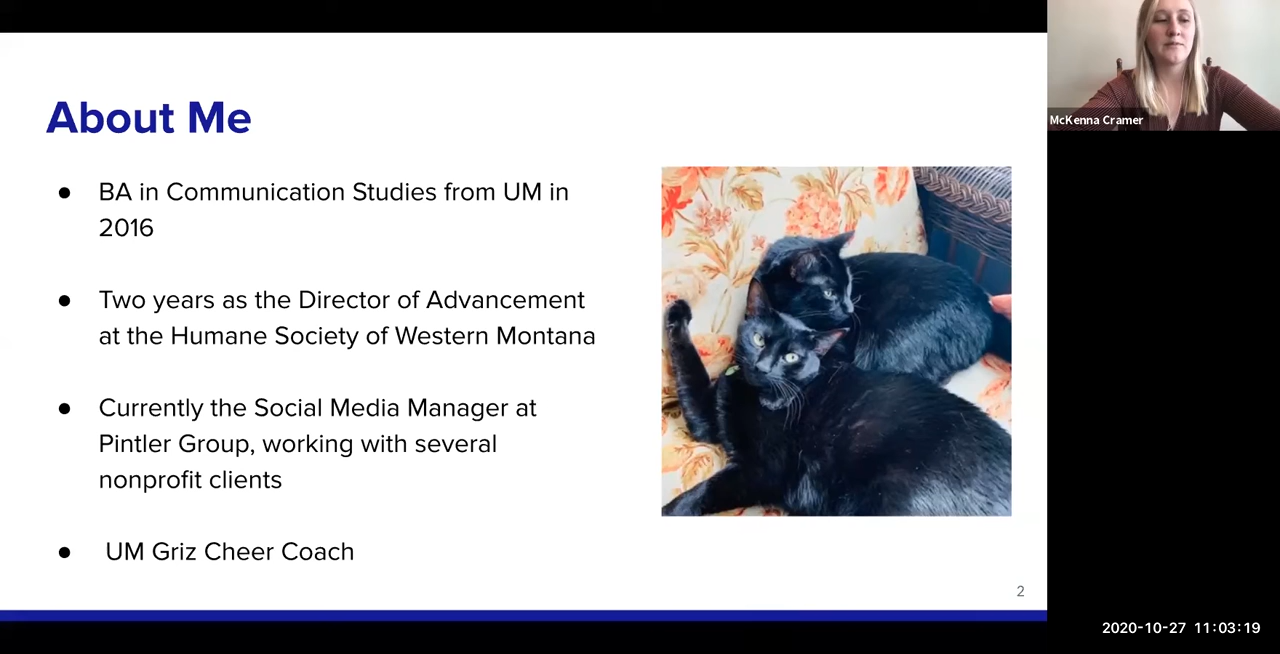 About Me
● BA in Communication Studies from UM in
2016
● Two years as the Director of Advancement
at the Humane Society of Western Montana
● Currently the Social Media Manager at
Pintler Group, working with several
nonprofit clients
● UM Griz Cheer Coach
2
McKenna Cramer
2020-10-27 11:03:19